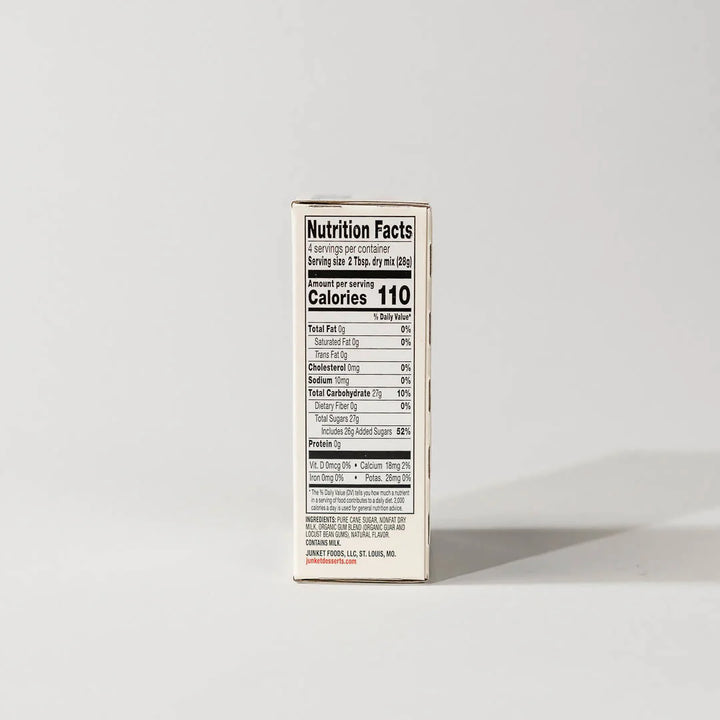 Nutrition Facts
4 servings per container
Serving size 2 Tbsp. dry mix (28g)
Amount per serving
Calories 110
% Daily Value*
Total Fat 0g 0%
Saturated Fat 0g 0%
Trans Fat 0g
Cholesterol 0mg 0%
Sodium 10mg 0%
Total Carbohydrate 27g 10%
Dietary Fiber 0g 0%
Total Sugars 27g
Includes 26g Added Sugars 52%
Protein 0g
Vit. D 0mcg 0% • Calcium 18mg 2%
Iron 0mg 0% • Potas. 26mg 0%
* The % Daily Value (DV) tells you how much a nutrient
in a serving of food contributes to a daily diet. 2,000
calories a day is used for general nutrition advice.
INGREDIENTS: PURE CANE SUGAR, NONFAT DRY
MILK, ORGANIC GUM BLEND (ORGANIC GUAR AND
LOCUST BEAN GUMS), NATURAL FLAVOR.
CONTAINS MILK.
JUNKET FOODS, LLC, ST. LOUIS, MO.
junketdesserts.com